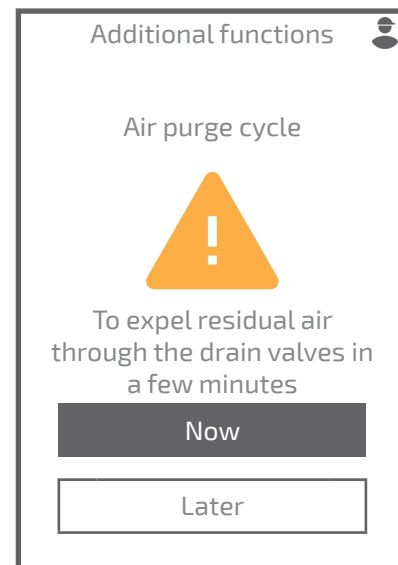 Additional functions
Air purge cycle
!
To expel residual air
through the drain valves in
a few minutes
Now
Later